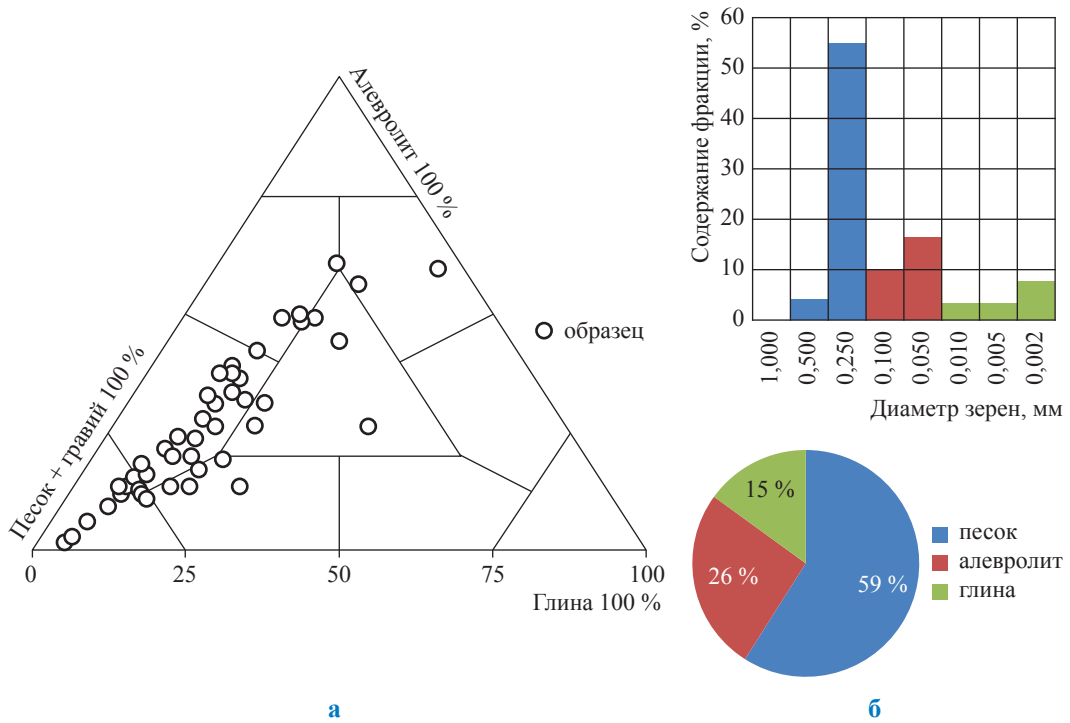 Алевролит 100 %
Песок + гравий 100 %
0
25
50
75
100
Глина 100 %
образец
а
Содержание фракции, %
60
50
40
30
20
10
0
1,000
0,500
0,250
0,100
0,050
0,010
0,005
0,002
Диаметр зерен, мм
15 %
26 %
59 %
песок
алевролит
глина
б